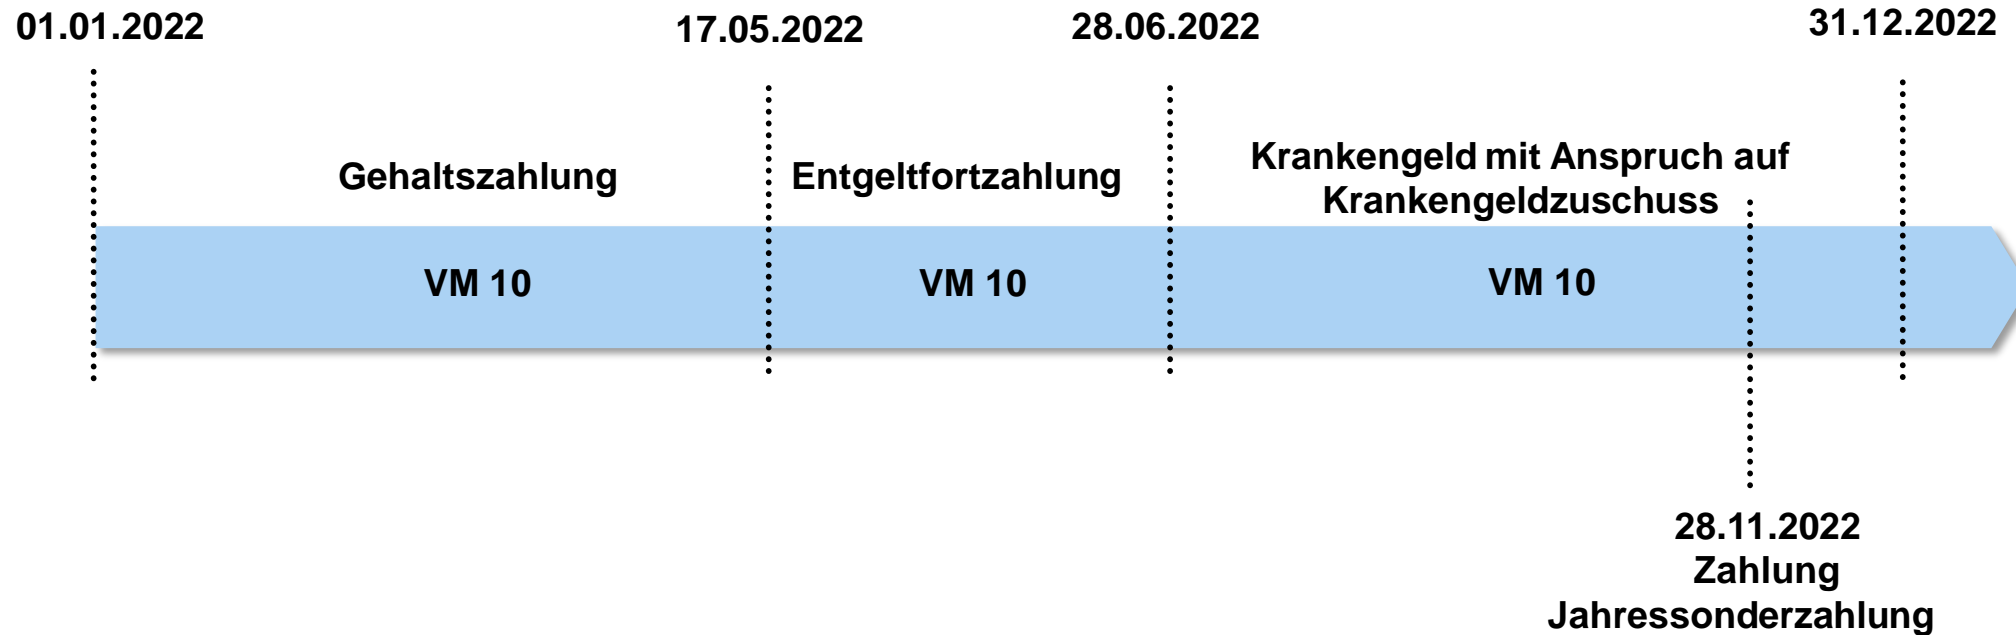 01.01.2022
17.05.2022
28.06.2022
31.12.2022
Gehaltszahlung
Entgeltfortzahlung
Krankengeld mit Anspruch auf
Krankengeldzuschuss
VM 10
VM 10
VM 10
28.11.2022
Zahlung
Jahressonderzahlung